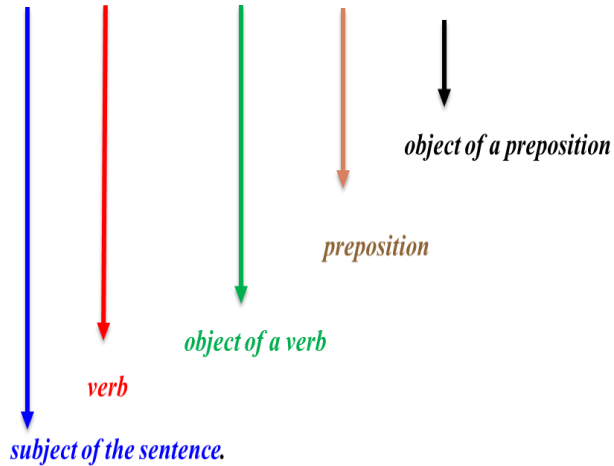 object of a preposition
preposition
object of a verb
verb
subject of the sentence.